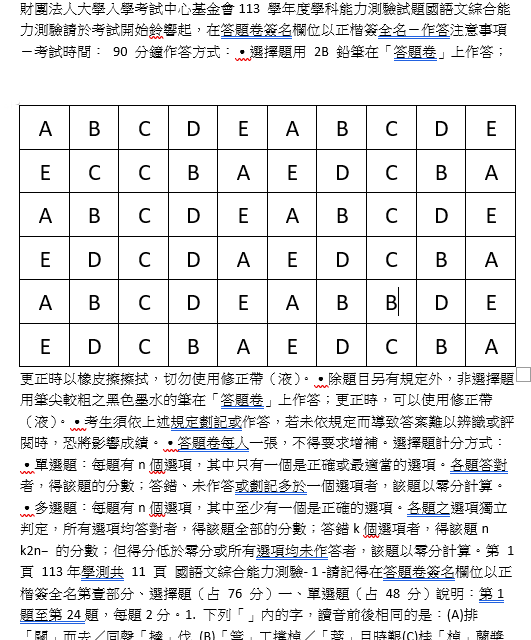 財團法人大學入學考試中心基金會 113 學年度學科能力測驗試題國語文綜合能
力測驗請於考試開始鈴響起，在答題卷簽名欄位以正楷簽全名－作答注意事項
－考試時間： 90 分鐘作答方式：•選擇題用 2B 鉛筆在「答題卷」上作答；
A B C D E A B C D E
E C C B A E D C B A
A B C D E A B C D E
E D C D A E D C B A
A B C D E A B B D E
E D C B A E D C B A
更正時以橡皮擦擦拭，切勿使用修正帶（液）。•除題目另有規定外，非選擇題
用筆尖較粗之黑色墨水的筆在「答題卷」上作答；更正時，可以使用修正帶
（液）。•考生須依上述規定劃記或作答，若未依規定而導致答案難以辨識或評
閱時，恐將影響成績。•答題卷每人一張，不得要求增補。選擇題計分方式：
•單選題：每題有 n 個選項，其中只有一個是正確或最適當的選項。各題答對
者，得該題的分數；答錯、未作答或劃記多於一個選項者，該題以零分計算。
•多選題：每題有 n 個選項，其中至少有一個是正確的選項。各題之選項獨立
判定，所有選項均答對者，得該題全部的分數；答錯 k 個選項者，得該題 n
k2n− 的分數；但得分低於零分或所有選項均未作答者，該題以零分計算。第 1
頁 113 年學測共 11 頁 國語文綜合能力測驗- 1 -請記得在答題卷簽名欄位以正
楷簽全名第壹部分、選擇題（占 76 分）一、單選題（占 48 分）說明：第 1
題至第 24 題，每題 2 分。1. 下列「 」內的字，讀音前後相同的是：(A)排